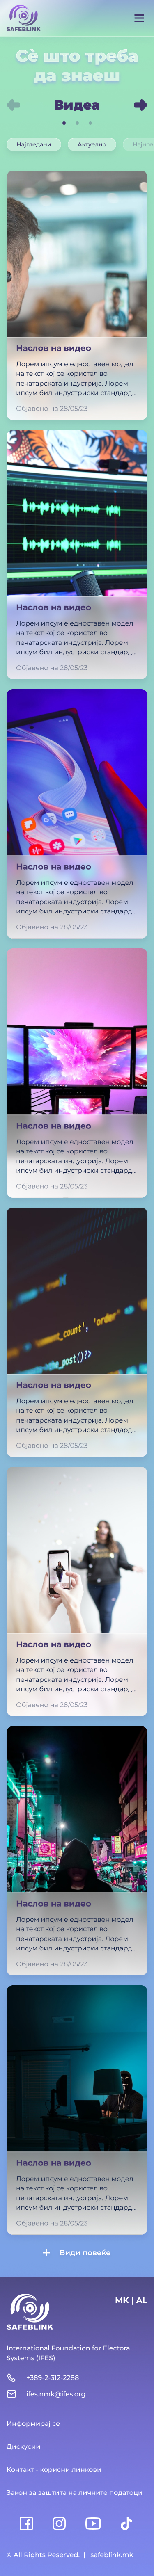 SAFEBLINK
Сè што треба
да знаеш
Видеа
Најгледани
Актуелно
Наслов на видео
Лорем ипсум е едноставен модел
на текст кој се користел во
печатарската индустрија. Лорем
ипсум бил индустриски стандард...
Објавено на 28/05/23
Наслов на видео
Лорем ипсум е едноставен модел
на текст кој се користел во
печатарската индустрија. Лорем
ипсум бил индустриски стандард...
Објавено на 28/05/23
Наслов на видео
Лорем ипсум е едноставен модел
на текст кој се користел во
печатарската индустрија. Лорем
ипсум бил индустриски стандард...
Објавено на 28/05/23
Наслов на видео
Лорем ипсум е едноставен модел
на текст кој се користел во
печатарската индустрија. Лорем
ипсум бил индустриски стандард...
Објавено на 28/05/23
ount_count', 'order
_post()?>
Наслов на видео
Лорем ипсум е едноставен модел
на текст кој се користел во
печатарската индустрија. Лорем
ипсум бил индустриски стандард...
Објавено на 28/05/23
Наслов на видео
Лорем ипсум е едноставен модел
на текст кој се користел во
печатарската индустрија. Лорем
ипсум бил индустриски стандард...
Објавено на 28/05/23
Наслов на видео
Лорем ипсум е едноставен модел
на текст кој се користел во
печатарската индустрија. Лорем
ипсум бил индустриски стандард...
Објавено на 28/05/23
Наслов на видео
Лорем ипсум е едноставен модел
на текст кој се користел во
печатарската индустрија. Лорем
ипсум бил индустриски стандард...
Објавено на 28/05/23
+ Види повеќе
MK | AL
SAFEBLINK
International Foundation for Electoral
Systems (IFES)
+389-2-312-2288
ifes.nmk@ifes.org
Информирај се
Дискусии
Контакт - корисни линкови
Закон за заштита на личните податоци
© All Rights Reserved. | safeblink.mk